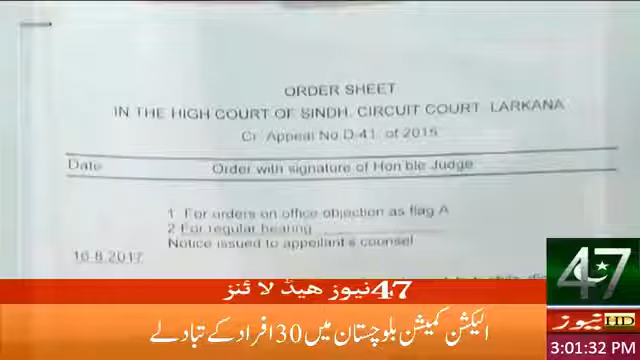 ORDER SHEET
IN THE HIGH COURT OF SINDH, CIRCUIT COURT LARKANA
Cr. Appeal No D-41 of 2015
Date
Order with signature of Hon'ble Judge
1 For orders on office objection as flag A
2 For regular hearing
Notice issued to appellant's counsel
16-8-2017
47 نیوز ہیڈ لائنز
الیکشن کمیشن بلوچستان میں 30 افراد کے تبادلے
47
نیوز HD
3:01:32 PM